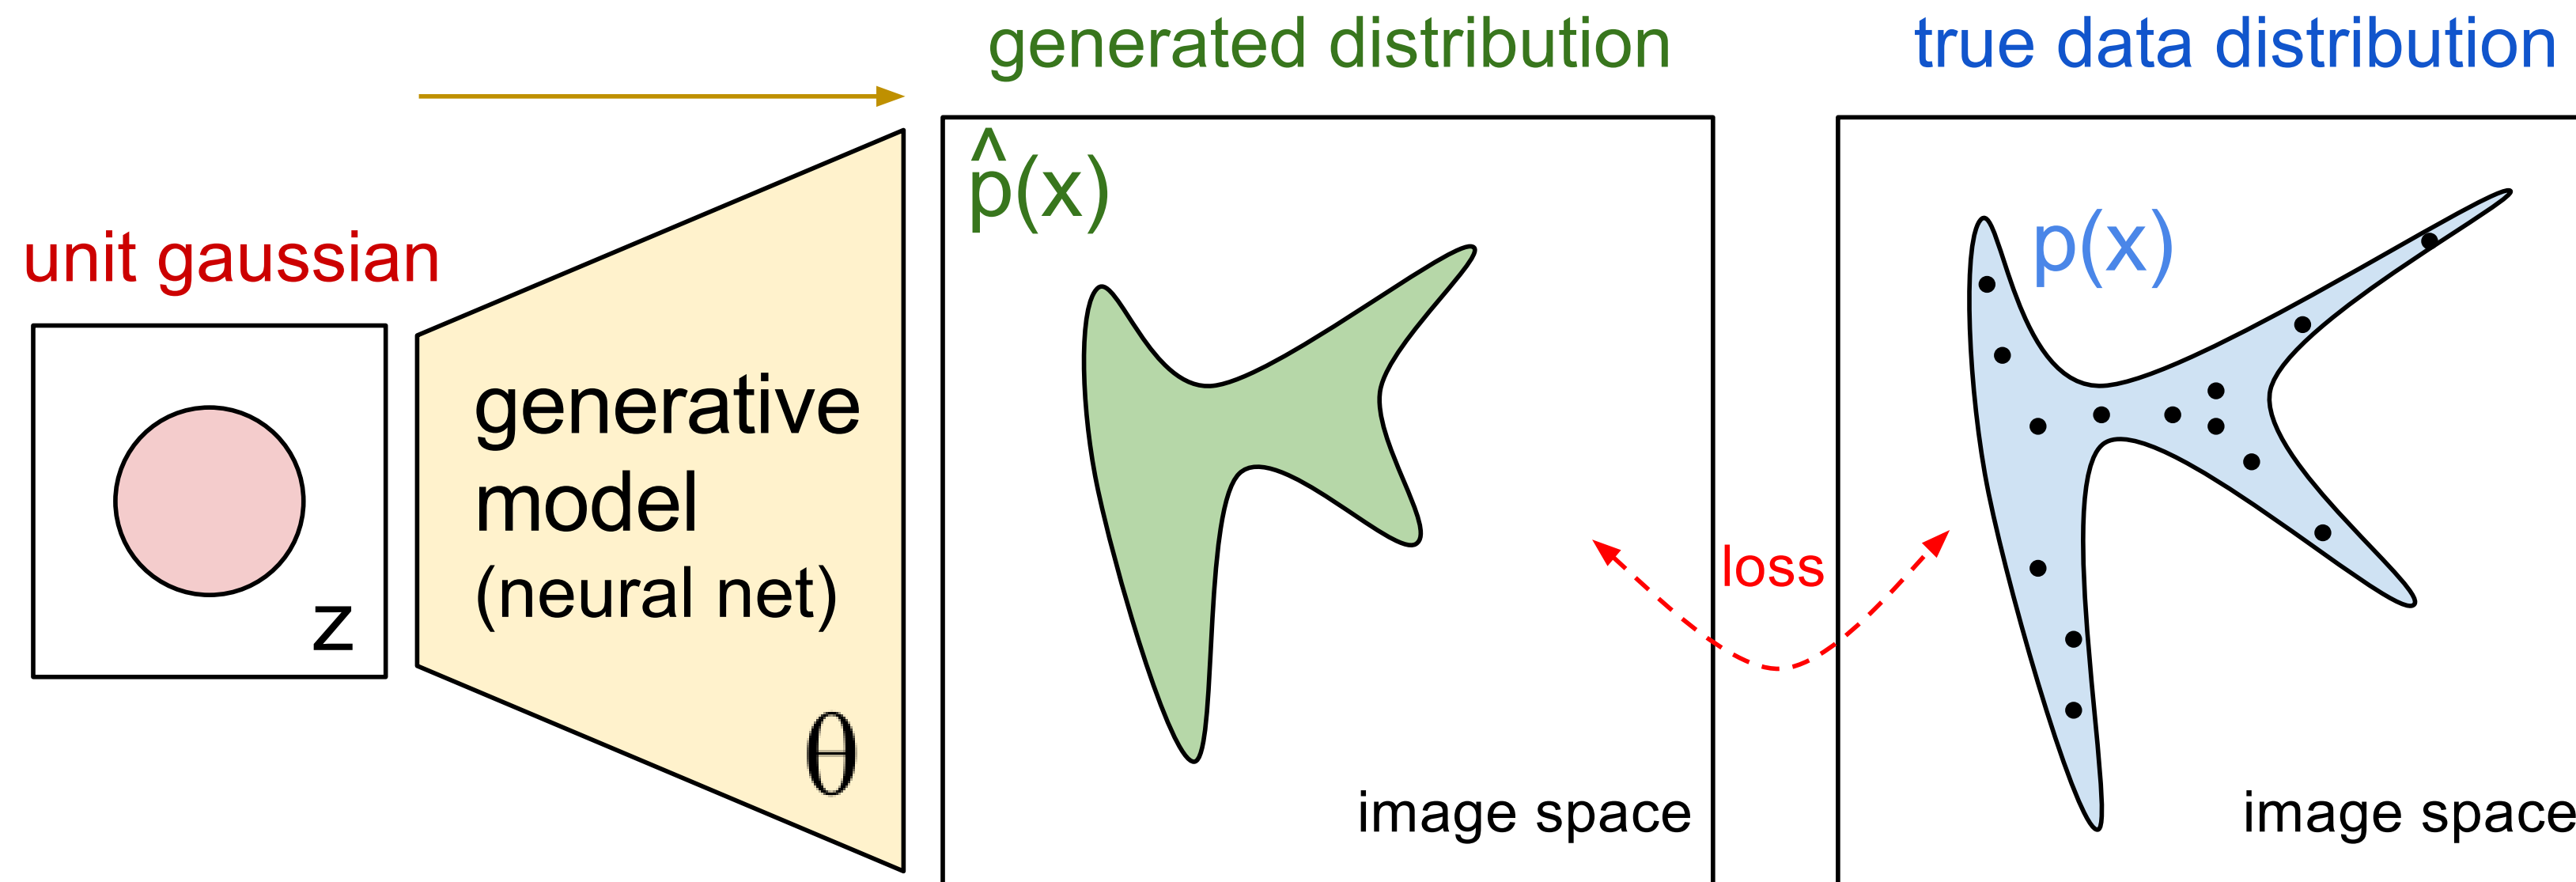 generated distribution
true data distribution
p̂(x)
p(x)
unit gaussian
generative
model
(neural net)
z
θ
loss
image space
image space